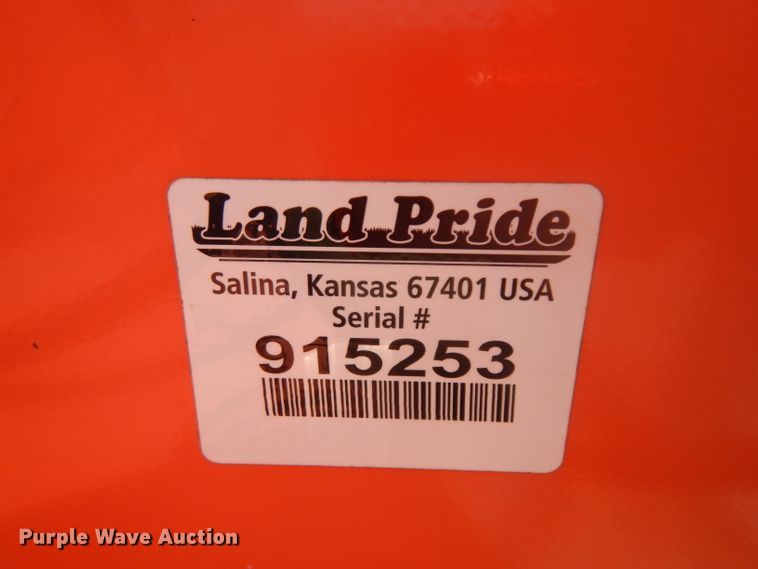 Land Pride
Salina, Kansas 67401 USA
Serial #
915253
Purple Wave Auction